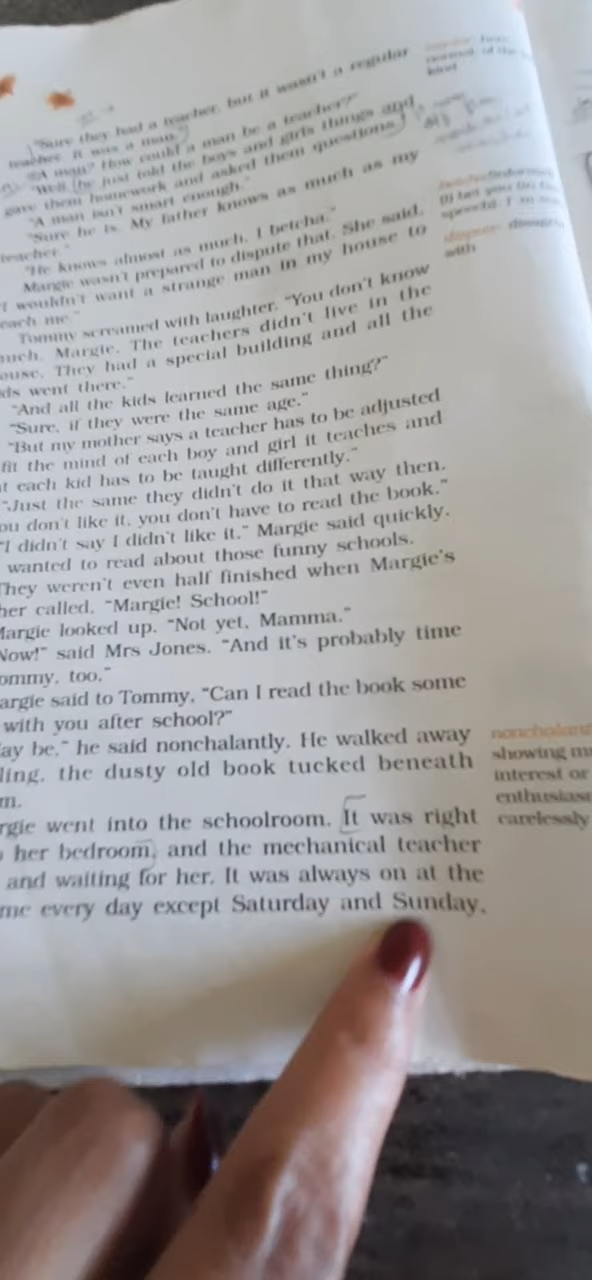 "Sure they had a teacher, but it wasn't a regular
teacher. It was a man."
"A man? How could a man be a teacher?"
"Well, he just told the boys and girls things and
gave them homework and asked them questions."
"A man isn't smart enough."
"Sure he is. My father knows as much as my
teacher."
"He knows almost as much, I betcha."
Margie wasn't prepared to dispute that. She said,
I wouldn't want a strange man in my house to
each me."
Tommy screamed with laughter. "You don't know
much, Margie. The teachers didn't live in the
ouse. They had a special building and all the
ds went there."
"And all the kids learned the same thing?"
"Sure, if they were the same age."
"But my mother says a teacher has to be adjusted
fit the mind of each boy and girl it teaches and
t each kid has to be taught differently."
"Just the same they didn't do it that way then.
ou don't like it, you don't have to read the book."
"I didn't say I didn't like it," Margie said quickly.
wanted to read about those funny schools.
They weren't even half finished when Margie's
her called, "Margie! School!"
Margie looked up. "Not yet, Mamma."
Now!" said Mrs Jones. "And it's probably time
ommy, too."
argie said to Tommy, "Can I read the book some
with you after school?"
ay be," he said nonchalantly. He walked away
ling, the dusty old book tucked beneath
m.
rgie went into the schoolroom. It was right
her bedroom, and the mechanical teacher
and waiting for her. It was always on at the
me every day except Saturday and Sunday,
normal; of the
kind
dispute: disagre
with
nonchalant
showing m
interest or
enthusias
carelessly